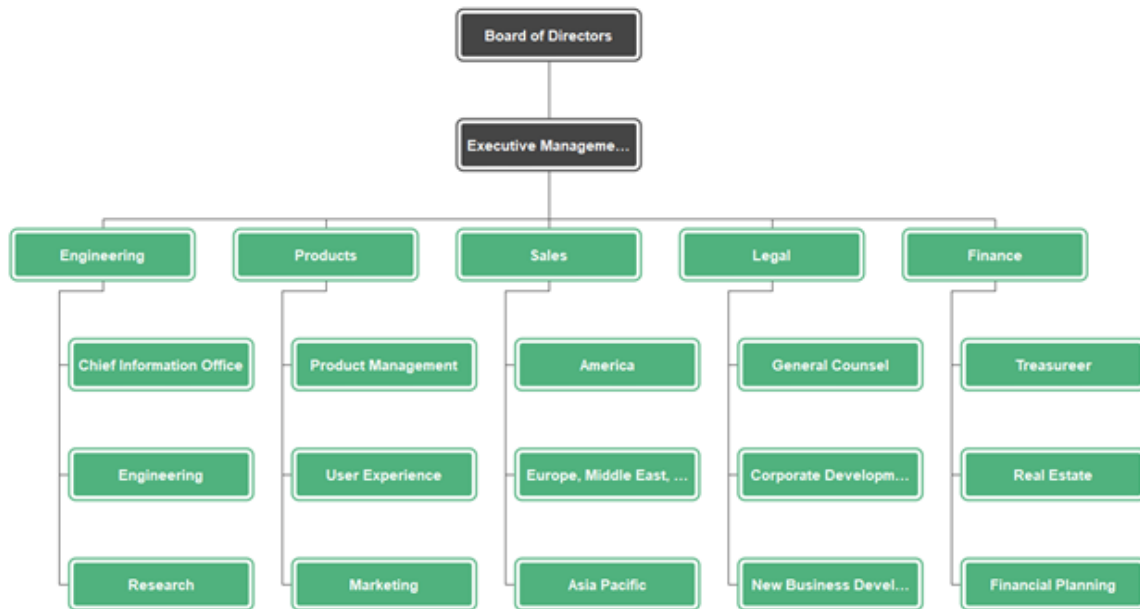 Board of Directors
Executive Manageme...
Engineering
Products
Sales
Legal
Finance
Chief Information Office
Product Management
America
General Counsel
Treasureer
Engineering
User Experience
Europe, Middle East, ...
Corporate Developm...
Real Estate
Research
Marketing
Asia Pacific
New Business Devel...
Financial Planning